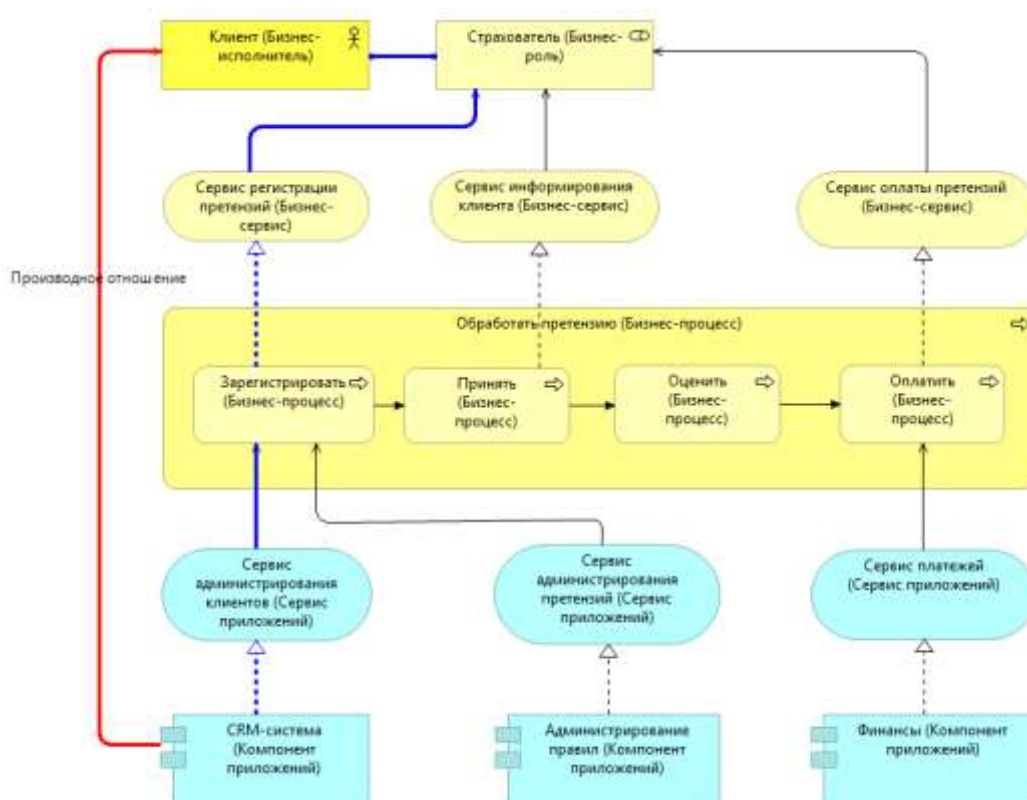 Клиент (Бизнес-
исполнитель)
Страхователь (Бизнес-
роль)
Сервис регистрации
претензий (Бизнес-
сервис)
Сервис информирования
клиента (Бизнес-сервис)
Сервис оплаты претензий
(Бизнес-сервис)
Производное отношение
Обработать претензию (Бизнес-процесс)
Зарегистрировать
(Бизнес-процесс)
Принять
(Бизнес-
процесс)
Оценить
(Бизнес-
процесс)
Оплатить
(Бизнес-
процесс)
Сервис
администрирования
клиентов (Сервис
приложений)
Сервис
администрирования
претензий (Сервис
приложений)
Сервис платежей
(Сервис приложений)
CRM-система
(Компонент
приложений)
Администрирование
правил (Компонент
приложений)
Финансы (Компонент
приложений)